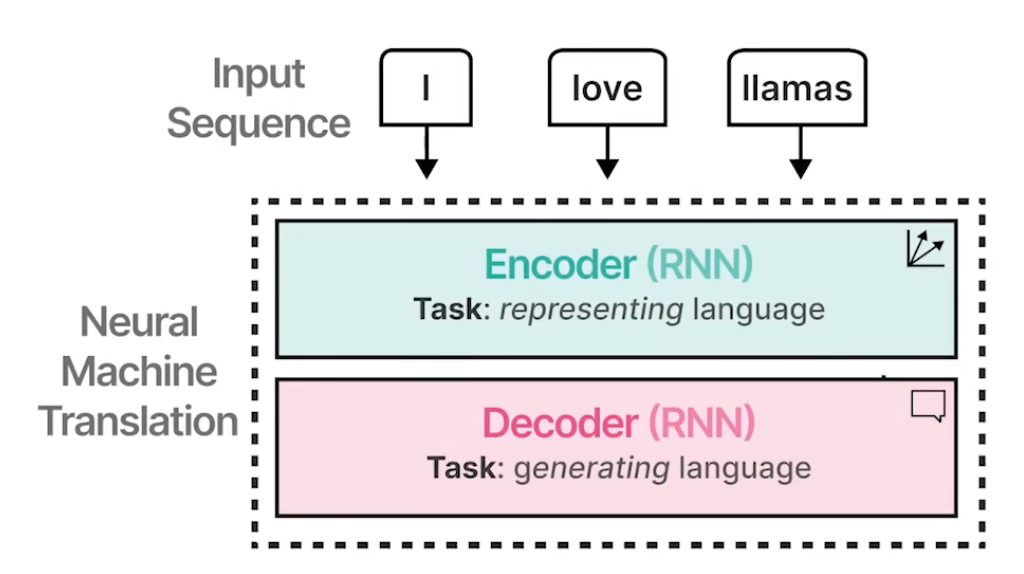 Input
Sequence
I
love
llamas
Encoder (RNN)
Task: representing language
Neural
Machine
Translation
Decoder (RNN)
Task: generating language